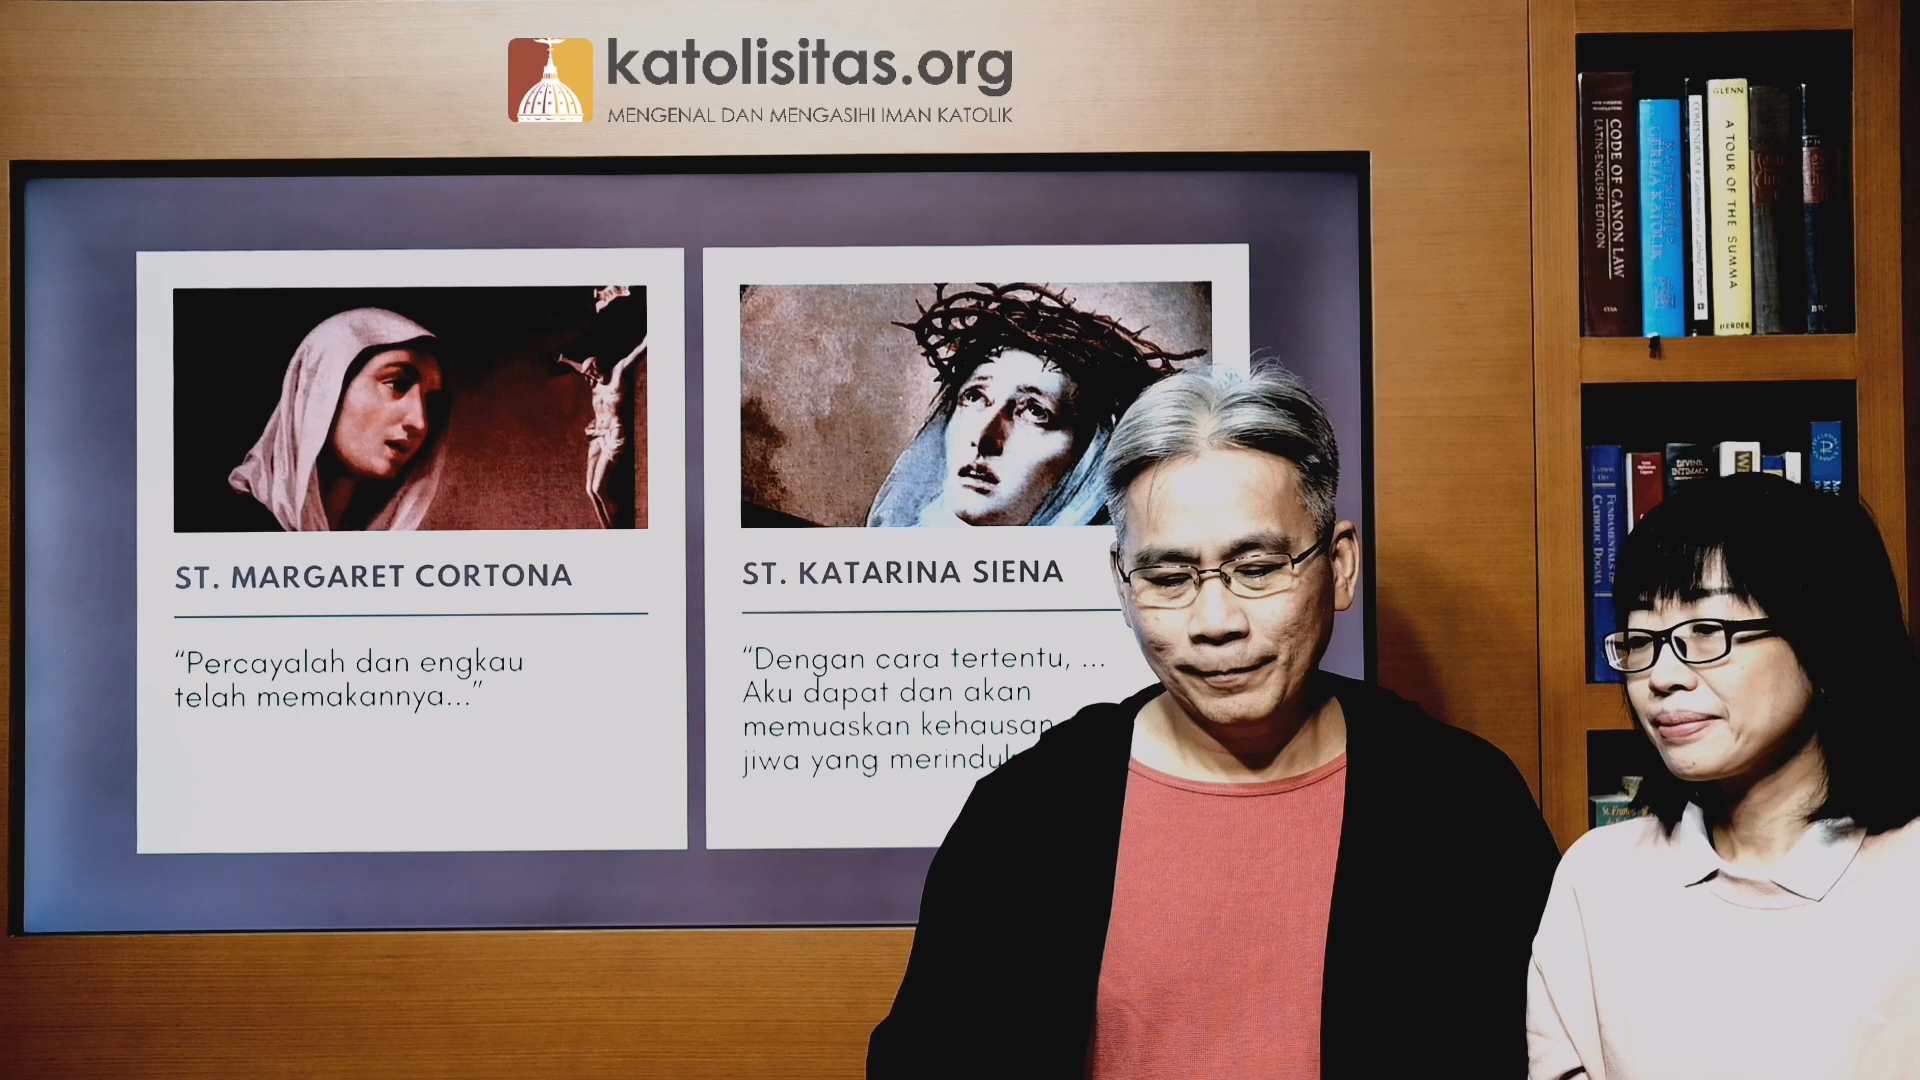 katolisitas.org
MENGENAL DAN MENGASIHI IMAN KATOLIK
ST. MARGARET CORTONA
“Percayalah dan engkau
telah memakannya...”
ST. KATARINA SIENA
“Dengan cara tertentu, ...
Aku dapat dan akan
memuaskan kehausan
jiwa yang
CODE OF CANON LAW
LATIN-ENGLISH EDITION
KATEKISMUS
GEREJA KATOLIK
GLENN
A TOUR OF THE SUMMA
HERDER
DIVINE
INTIMACY
FUNDAMENTALS OF
CATHOLIC DOGMA